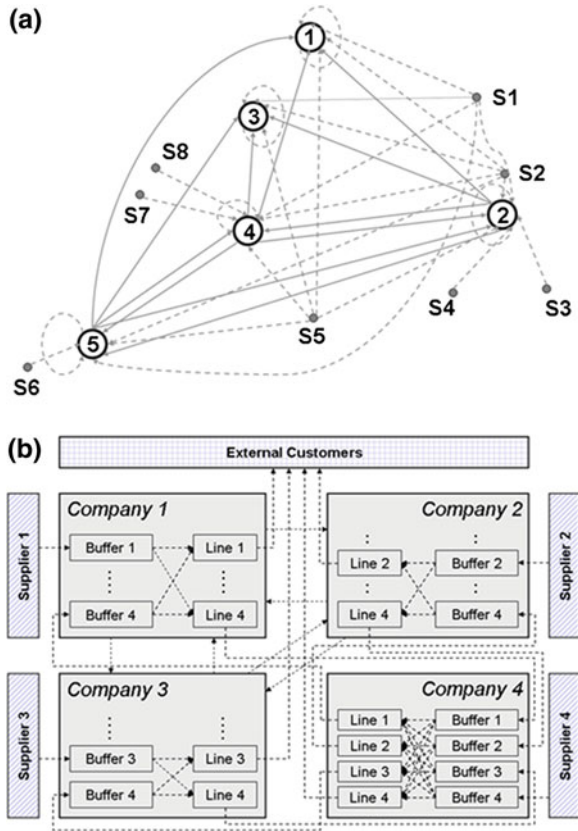 (a)
1
S1
3
S8
S2
S7
4
2
S4
S3
S5
5
S6
(b)
External Customers
Supplier 1
Company 1
Buffer 1
Line 1
Buffer 4
Line 4
Company 2
Line 2
Buffer 2
Line 4
Buffer 4
Supplier 2
Supplier 3
Company 3
Buffer 3
Line 3
Buffer 4
Line 4
Company 4
Line 1
Buffer 1
Line 2
Buffer 2
Line 3
Buffer 3
Line 4
Buffer 4
Supplier 4